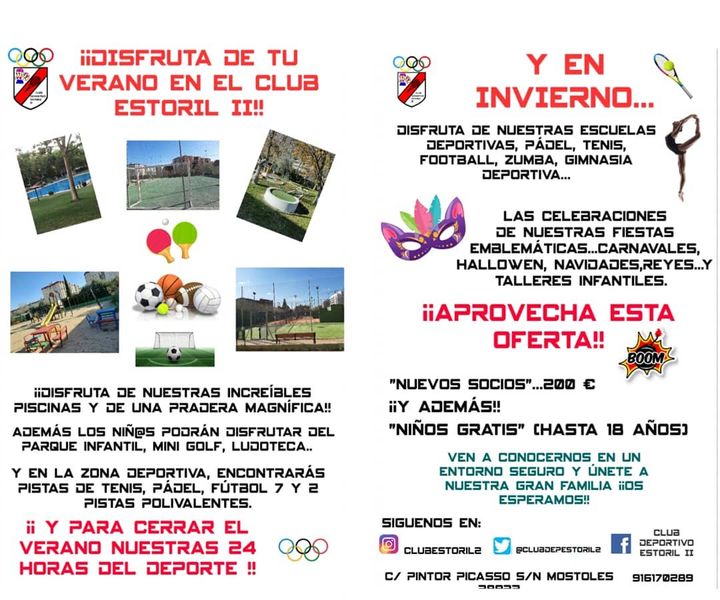 ¡¡DISFRUTA DE TU
VERANO EN EL CLUB
ESTORIL II!!
¡¡DISFRUTA DE NUESTRAS INCREÍBLES
PISCINAS Y DE UNA PRADERA MAGNÍFICA!!
ADEMÁS LOS NIÑ@S PODRÁN DISFRUTAR DEL
PARQUE INFANTIL, MINI GOLF, LUDOTECA..
Y EN LA ZONA DEPORTIVA, ENCONTRARÁS
PISTAS DE TENIS, PÁDEL, FÚTBOL 7 Y 2
PISTAS POLIVALENTES.
¡¡ Y PARA CERRAR EL
VERANO NUESTRAS 24
HORAS DEL DEPORTE !!
Y EN
INVIERNO...
DISFRUTA DE NUESTRAS ESCUELAS
DEPORTIVAS, PÁDEL, TENIS,
FOOTBALL, ZUMBA, GIMNASIA
DEPORTIVA...
LAS CELEBRACIONES
DE NUESTRAS FIESTAS
EMBLEMÁTICAS...CARNAVALES,
HALLOWEN, NAVIDADES,REYES...Y
TALLERES INFANTILES.
¡¡APROVECHA ESTA
OFERTA!!
BOOM
"NUEVOS SOCIOS"...200 €
¡¡Y ADEMÁS!!
"NIÑOS GRATIS" (HASTA 18 AÑOS)
VEN A CONOCERNOS EN UN
ENTORNO SEGURO Y ÚNETE A
NUESTRA GRAN FAMILIA ¡¡OS
ESPERAMOS!!
SIGUENOS EN:
CLUBESTORIL2
@CLUBDEPESTORIL2
CLUB
DEPORTIVO
ESTORIL II
C/ PINTOR PICASSO S/N MOSTOLES
916170289